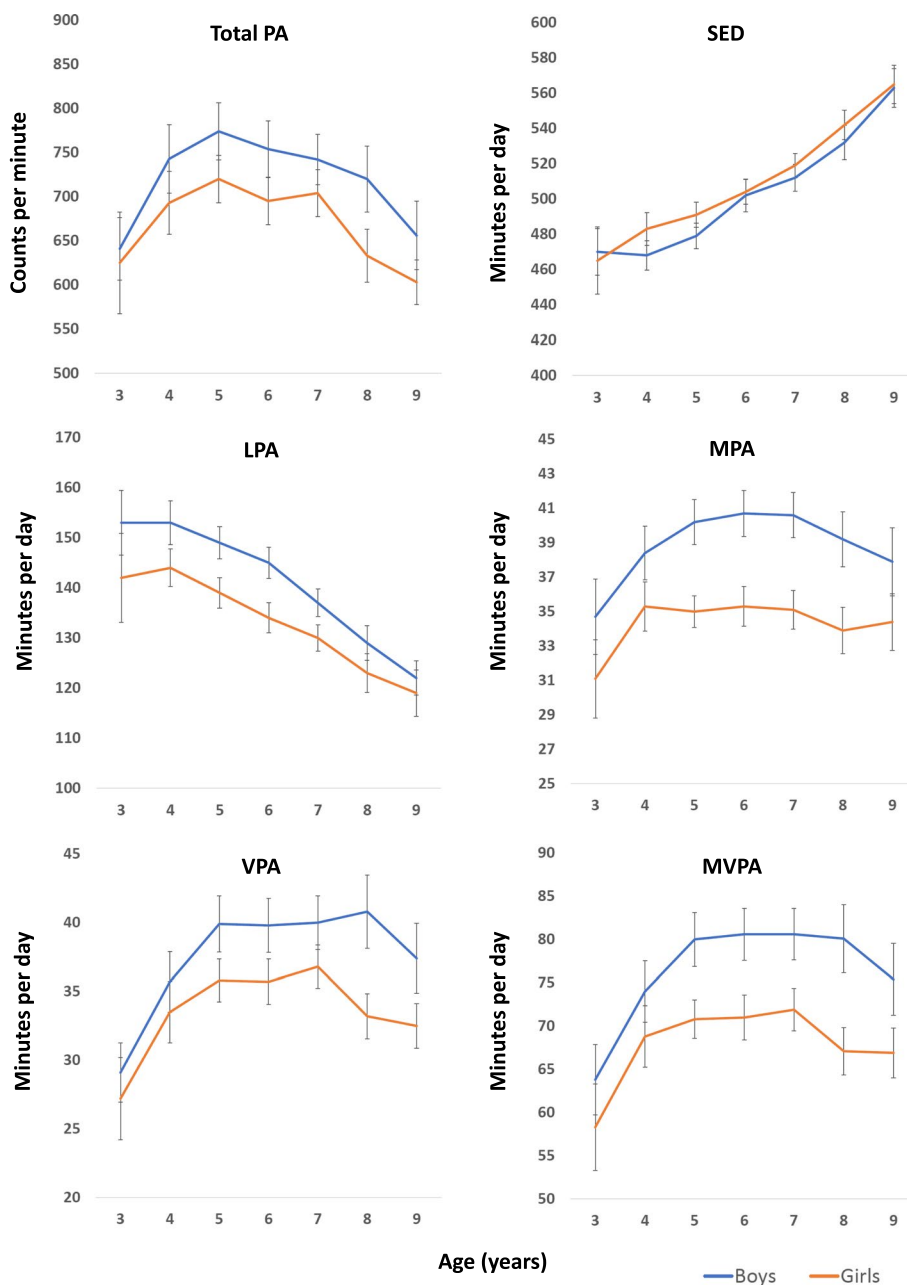 Total PA
Counts per minute
900
850
800
750
700
650
600
550
500
3 4 5 6 7 8 9
SED
Minutes per day
600
580
560
540
520
500
480
460
440
420
400
3 4 5 6 7 8 9
LPA
Minutes per day
170
160
150
140
130
120
110
100
3 4 5 6 7 8 9
MPA
Minutes per day
45
43
41
39
37
35
33
31
29
27
25
3 4 5 6 7 8 9
VPA
Minutes per day
45
40
35
30
25
20
3 4 5 6 7 8 9
MVPA
Minutes per day
90
85
80
75
70
65
60
55
50
3 4 5 6 7 8 9
Age (years)
Boys Girls